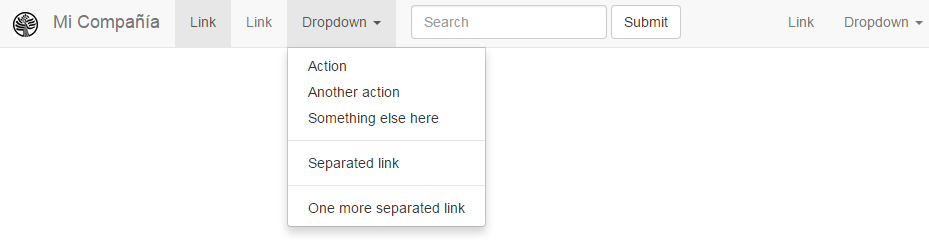 Mi Compañía Link Link Dropdown Search Submit Link Dropdown
Action
Another action
Something else here
Separated link
One more separated link